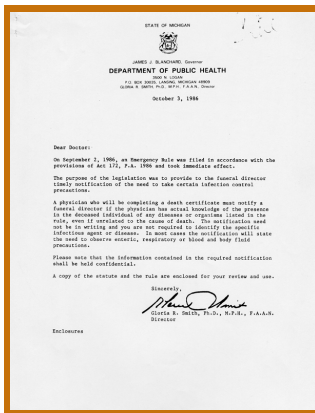 STATE OF MICHIGAN
JAMES J. BLANCHARD, Governor
DEPARTMENT OF PUBLIC HEALTH
3500 N. LOGAN
P.O. BOX 30035, LANSING, MICHIGAN 48909
GLORIA R. SMITH, Ph.D., M.P.H., F.A.A.N., Director
October 3, 1986
Dear Doctor:
On September 2, 1986, an Emergency Rule was filed in accordance with the
provisions of Act 172, P.A. 1986 and took immediate effect.
The purpose of the legislation was to provide to the funeral director
timely notification of the need to take certain infection control
precautions.
A physician who will be completing a death certificate must notify a
funeral director if the physician has actual knowledge of the presence
in the deceased individual of any diseases or organisms listed in the
rule, even if unrelated to the cause of death. The notification need
not be in writing and you are not required to identify the specific
infectious agent or disease. In most cases the notification will state
the need to observe enteric, respiratory or blood and body fluid
precautions.
Please note that the information contained in the required notification
shall be held confidential.
A copy of the statute and the rule are enclosed for your review and use.
Sincerely,
Gloria R. Smith, Ph.D., M.P.H., F.A.A.N.
Director
Enclosures